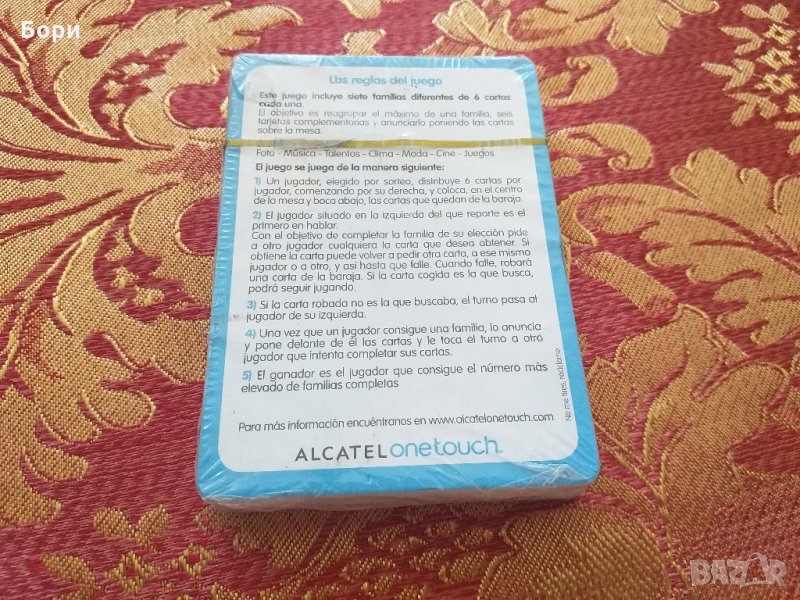 Бори
Las reglas del juego
Este juego incluye siete familias diferentes de 6 cartas
cada una.
El objetivo es reagrupar el máximo de una familia, seis
tarjetas complementarias y anunciarlo poniendo las cartas
sobre la mesa.
Foto - Música - Talentos - Clima - Moda - Cine - Juegos
El juego se juega de la manera siguiente:
1) Un jugador, elegido por sorteo, distribuye 6 cartas por
jugador, comenzando por su derecha, y coloca, en el centro
de la mesa y boca abajo, las cartas que quedan de la baraja.
2) El jugador situado en la izquierda del que reparte es el
primero en hablar.
Con el objetivo de completar la familia de su elección pide
a otro jugador cualquiera la carta que desea obtener. Si
obtiene la carta puede volver a pedir otra carta, a ese mismo
jugador o a otro, y asi hasta que falle. Cuando falle, robará
una carta de la baraja. Si la carta cogida es la que busca,
podrá seguir jugando.
3) Si la carta robada no es la que buscaba, el turno pasa al
jugador de su izquierda.
4) Una vez que un jugador consigue una familia, lo anuncia
y pone delante de él las cartas y le toca el turno a otro
jugador que intenta completar sus cartas.
5) El ganador es el jugador que consigue el número más
elevado de familias completas
No me tires, recíclame
Para más información encuéntranos en www.alcatelonetouch.com
ALCATEL onetouch.
BAZAR